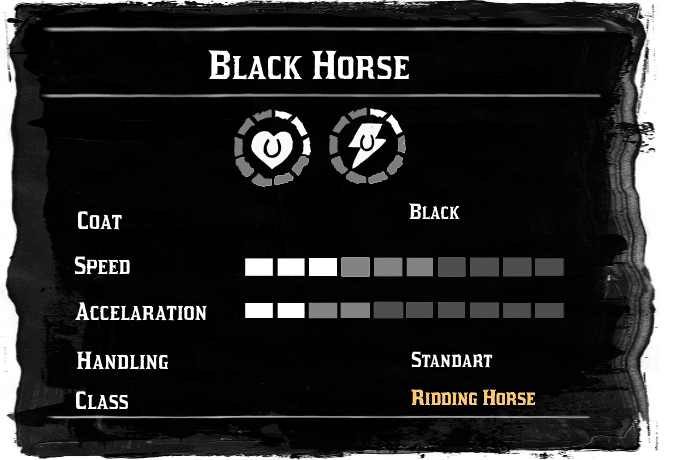 Black Horse
Coat Black
Speed
Accelaration
Handling Standart
Class Ridding Horse